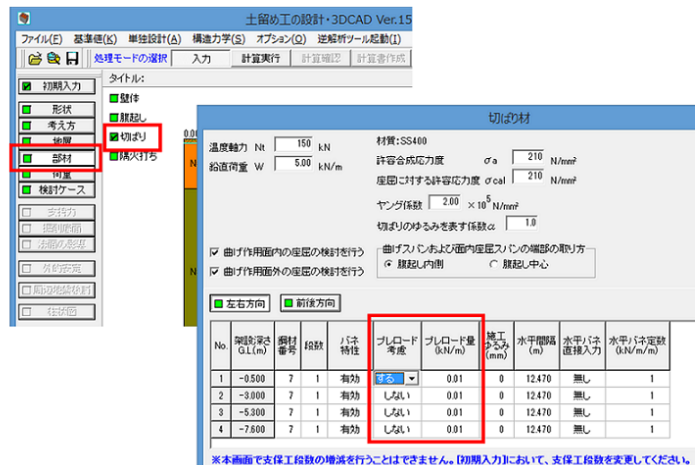 土留め工の設計・3DCAD Ver.15
ファイル(F) 基準値(K) 単独設計(A) 構造力学(S) オプション(O) 逆解析ツール起動(I)
処理モードの選択 入力 計算実行 計算確認 計算書作成
初期入力 タイトル:
形状 壁体
考え方 腹起し
地層 切ばり
部材 隅火打ち
荷重
検討ケース
支持力
掘削底面
外的安定
柱状図
0.00
N
N
切ばり材
温度軸力 Nt 150 kN
鉛直荷重 W 5.00 kN/m
材質:SS400
許容合成応力度 σa 210 N/mm²
座屈に対する許容応力度 σcal 210 N/mm²
ヤング係数 2.00 ×10⁵N/mm²
切ばりのゆるみを表す係数α 1.0
曲げ作用面内の座屈の検討を行う
曲げ作用面外の座屈の検討を行う
曲げスパンおよび面内座屈スパンの端部の取り方
腹起し内側 腹起し中心
左右方向 前後方向
No. 架設深さG.L(m) 鋼材番号 段数 バネ特性 プレロード考慮 プレロード量(kN/m) 施工ゆるみ(mm) 水平間隔(m) 水平バネ直接入力 水平バネ定数(kN/m/m)
1 -0.500 7 1 有効 する 0.01 0 12.470 無し 1
2 -3.000 7 1 有効 しない 0.01 0 12.470 無し 1
3 -5.300 7 1 有効 しない 0.01 0 12.470 無し 1
4 -7.600 7 1 有効 しない 0.01 0 12.470 無し 1
※本画面で支保工段数の増減を行うことはできません。[初期入力]において、支保工段数を変更してください。